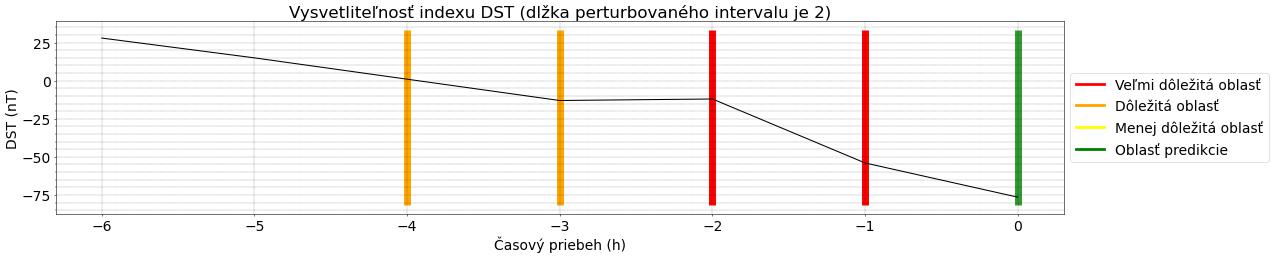 Vysvetliteľnosť indexu DST (dĺžka perturbovaného intervalu je 2)
25
0
−25
−50
−75
DST (nT)
−6 −5 −4 −3 −2 −1 0
Časový priebeh (h)
Veľmi dôležitá oblasť
Dôležitá oblasť
Menej dôležitá oblasť
Oblasť predikcie